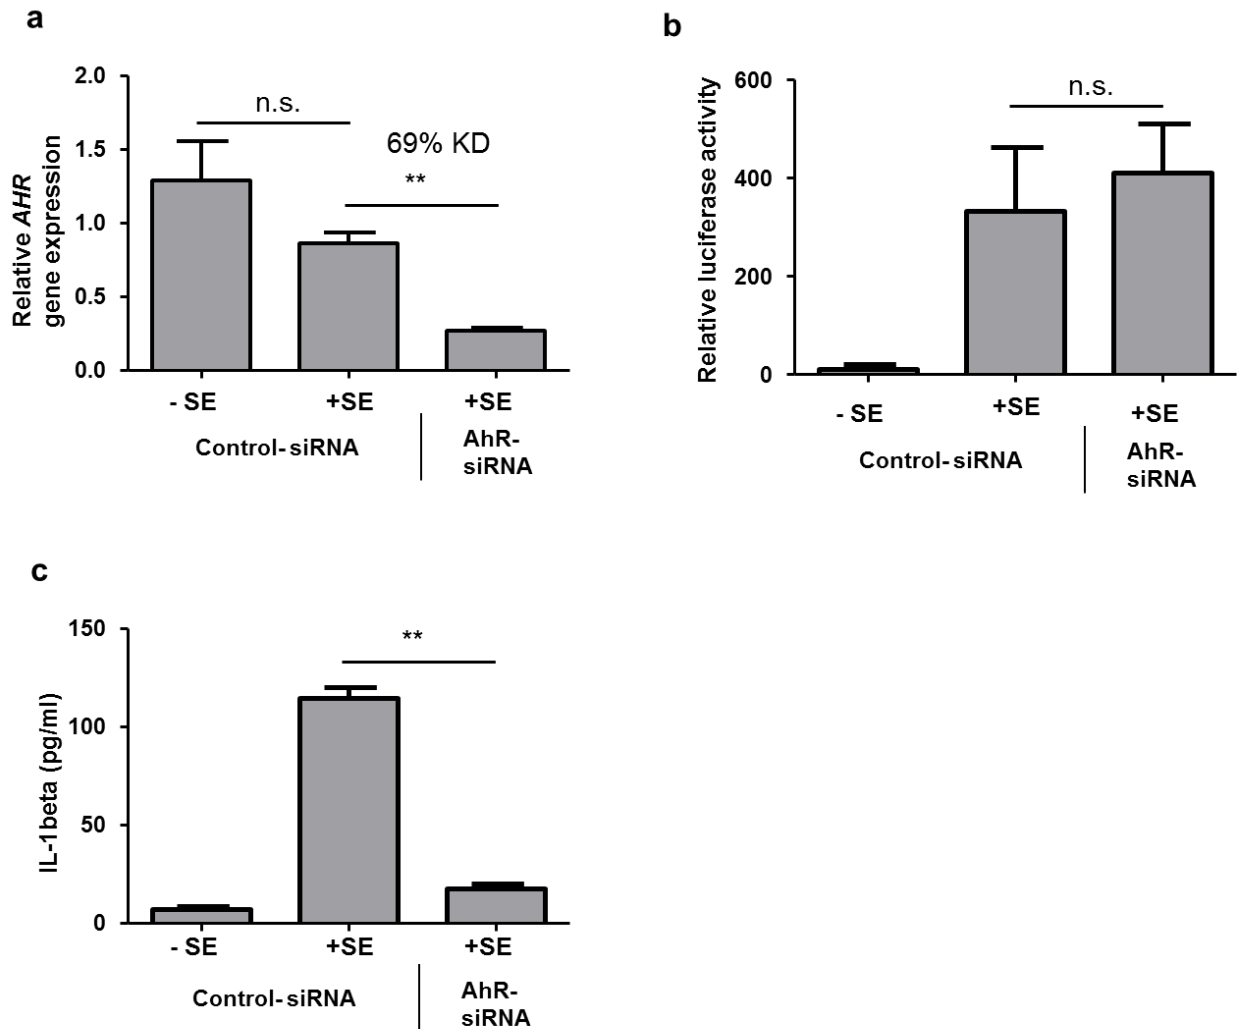 a
Relative AHR
gene expression
2.0
1.5
1.0
0.5
0.0
n.s.
69% KD
**
- SE
+SE
+SE
Control-siRNA
AhR-
siRNA
b
Relative luciferase activity
600
400
200
0
n.s.
- SE
+SE
+SE
Control-siRNA
AhR-
siRNA
c
IL-1beta (pg/ml)
150
100
50
0
**
- SE
+SE
+SE
Control-siRNA
AhR-
siRNA